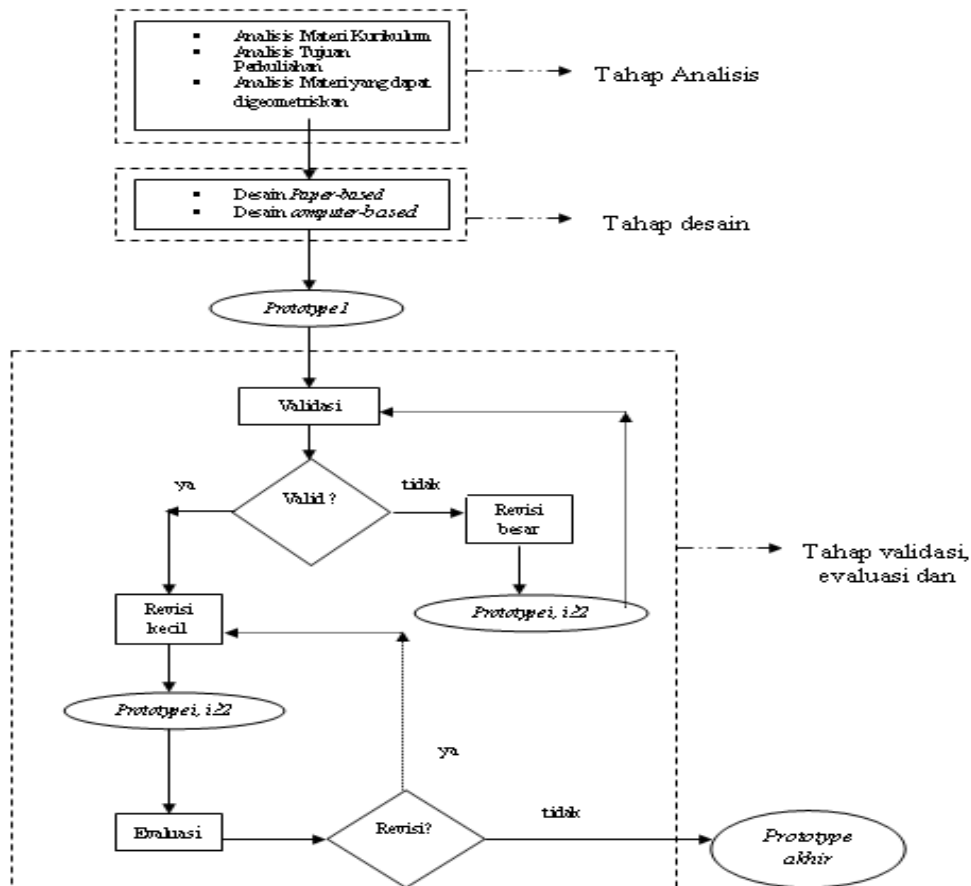 ▪ Analisis Materi Kurikulum
▪ Analisis Tujuan
Perkuliahan
▪ Analisis Materi yang dapat
digeometriskan
Tahap Analisis
▪ Desain Paper-based
▪ Desain computer-based
Tahap desain
Prototype 1
Validasi
ya
Valid ?
tidak
Revisi
besar
Tahap validasi,
evaluasi dan
Revisi
kecil
Prototype i, i≥2
Prototype i, i≥2
ya
Evaluasi
Revisi?
tidak
Prototype
akhir